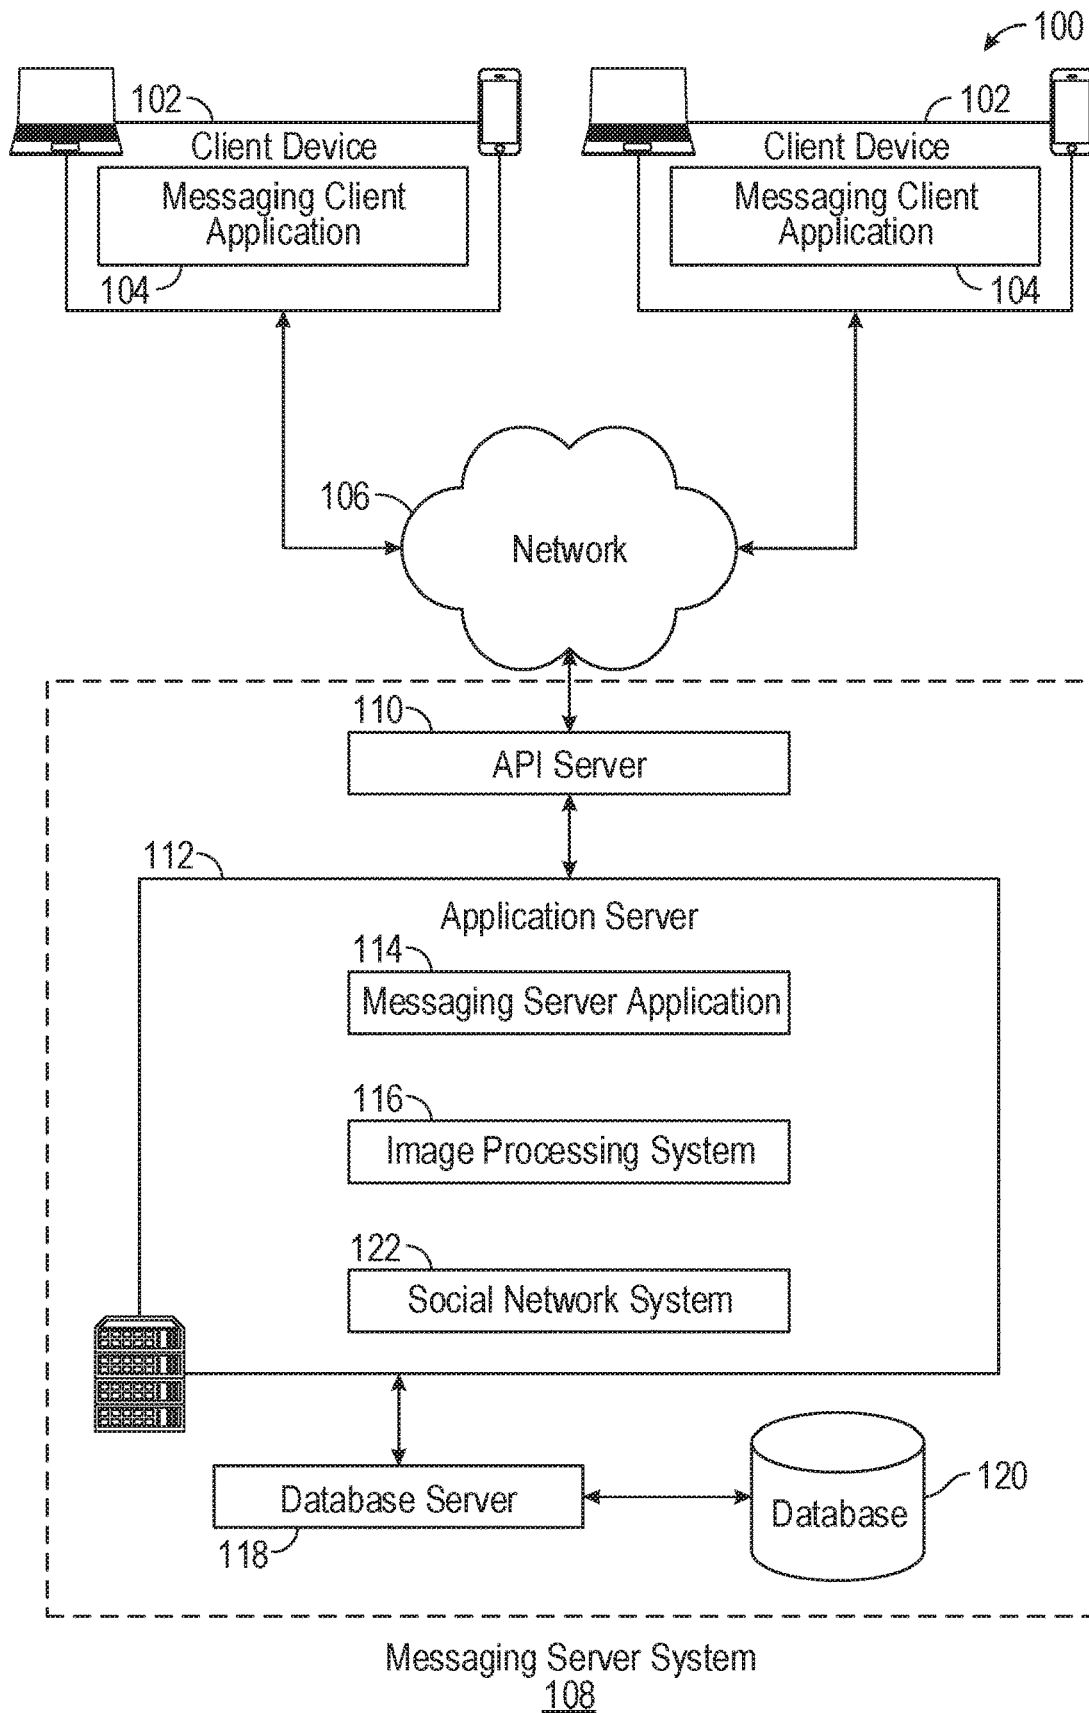 100
102
102
Client Device
Client Device
Messaging Client
Application
Messaging Client
Application
104
104
106
Network
110
API Server
112
Application Server
114
Messaging Server Application
116
Image Processing System
122
Social Network System
Database Server
118
Database
120
Messaging Server System
108